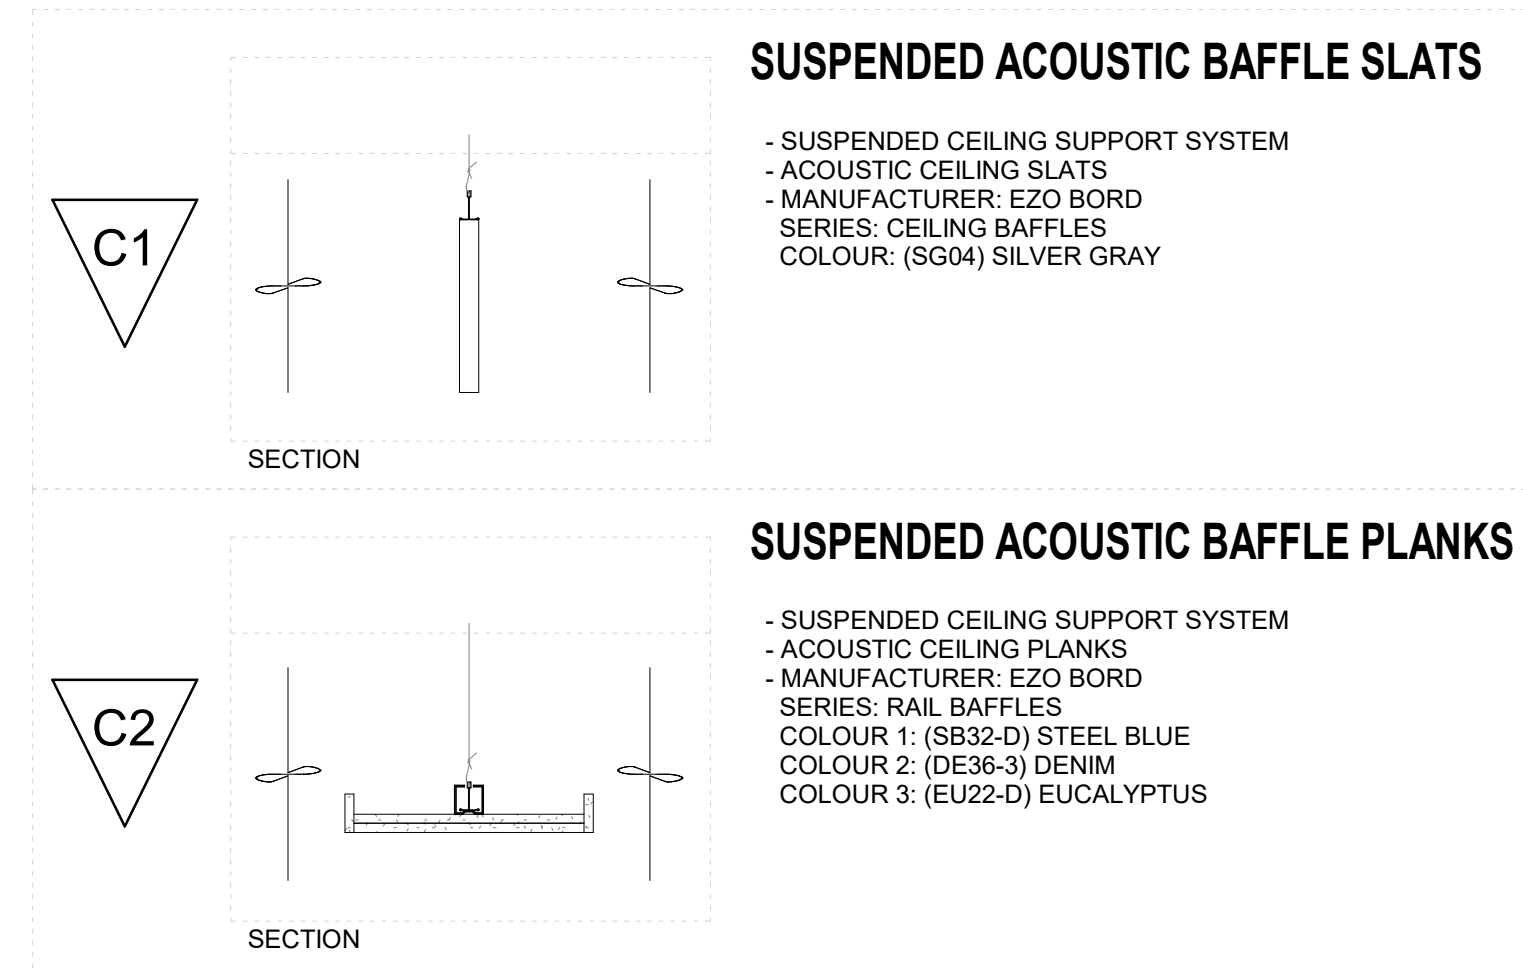 SUSPENDED ACOUSTIC BAFFLE SLATS
- SUSPENDED CEILING SUPPORT SYSTEM
- ACOUSTIC CEILING SLATS
- MANUFACTURER: EZO BORD
SERIES: CEILING BAFFLES
COLOUR: (SG04) SILVER GRAY
C1
SECTION
SUSPENDED ACOUSTIC BAFFLE PLANKS
- SUSPENDED CEILING SUPPORT SYSTEM
- ACOUSTIC CEILING PLANKS
- MANUFACTURER: EZO BORD
SERIES: RAIL BAFFLES
COLOUR 1: (SB32-D) STEEL BLUE
COLOUR 2: (DE36-3) DENIM
COLOUR 3: (EU22-D) EUCALYPTUS
C2
SECTION